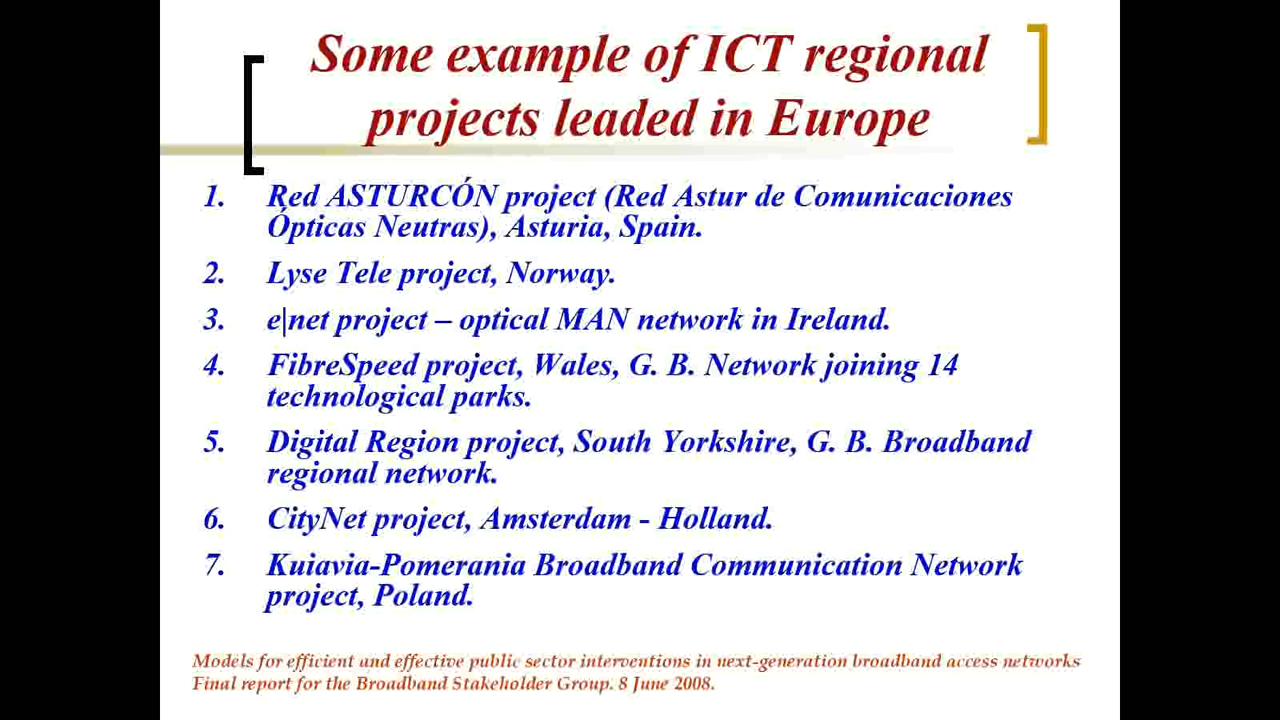 Some example of ICT regional
projects leaded in Europe
1. Red ASTURCÓN project (Red Astur de Comunicaciones
Ópticas Neutras), Asturia, Spain.
2. Lyse Tele project, Norway.
3. e|net project – optical MAN network in Ireland.
4. FibreSpeed project, Wales, G. B. Network joining 14
technological parks.
5. Digital Region project, South Yorkshire, G. B. Broadband
regional network.
6. CityNet project, Amsterdam - Holland.
7. Kuiavia-Pomerania Broadband Communication Network
project, Poland.
Models for efficient and effective public sector interventions in next-generation broadband access networks
Final report for the Broadband Stakeholder Group. 8 June 2008.